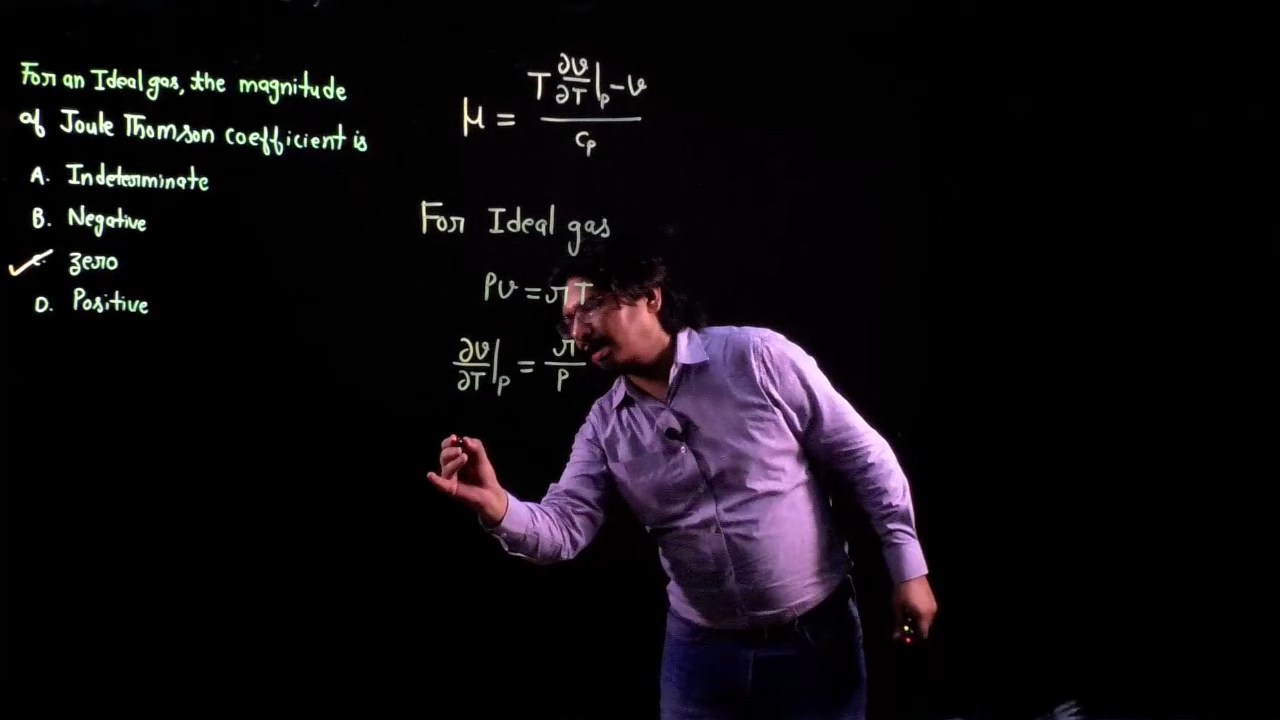 For an Ideal gas, the magnitude
of Joule Thomson coefficient is
A. Indeterminate
B. Negative
C. zero
D. Positive
μ = (T ∂v/∂T|p - v) / cp
For Ideal gas
Pv = rT
∂v/∂T|p = r/P